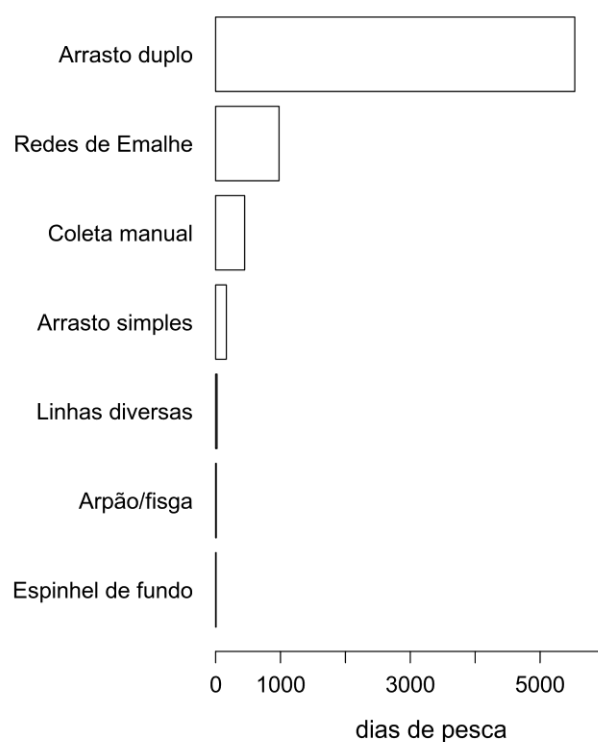 Arrasto duplo
Redes de Emalhe
Coleta manual
Arrasto simples
Linhas diversas
Arpão/fisga
Espinhel de fundo
0 1000 3000 5000
dias de pesca